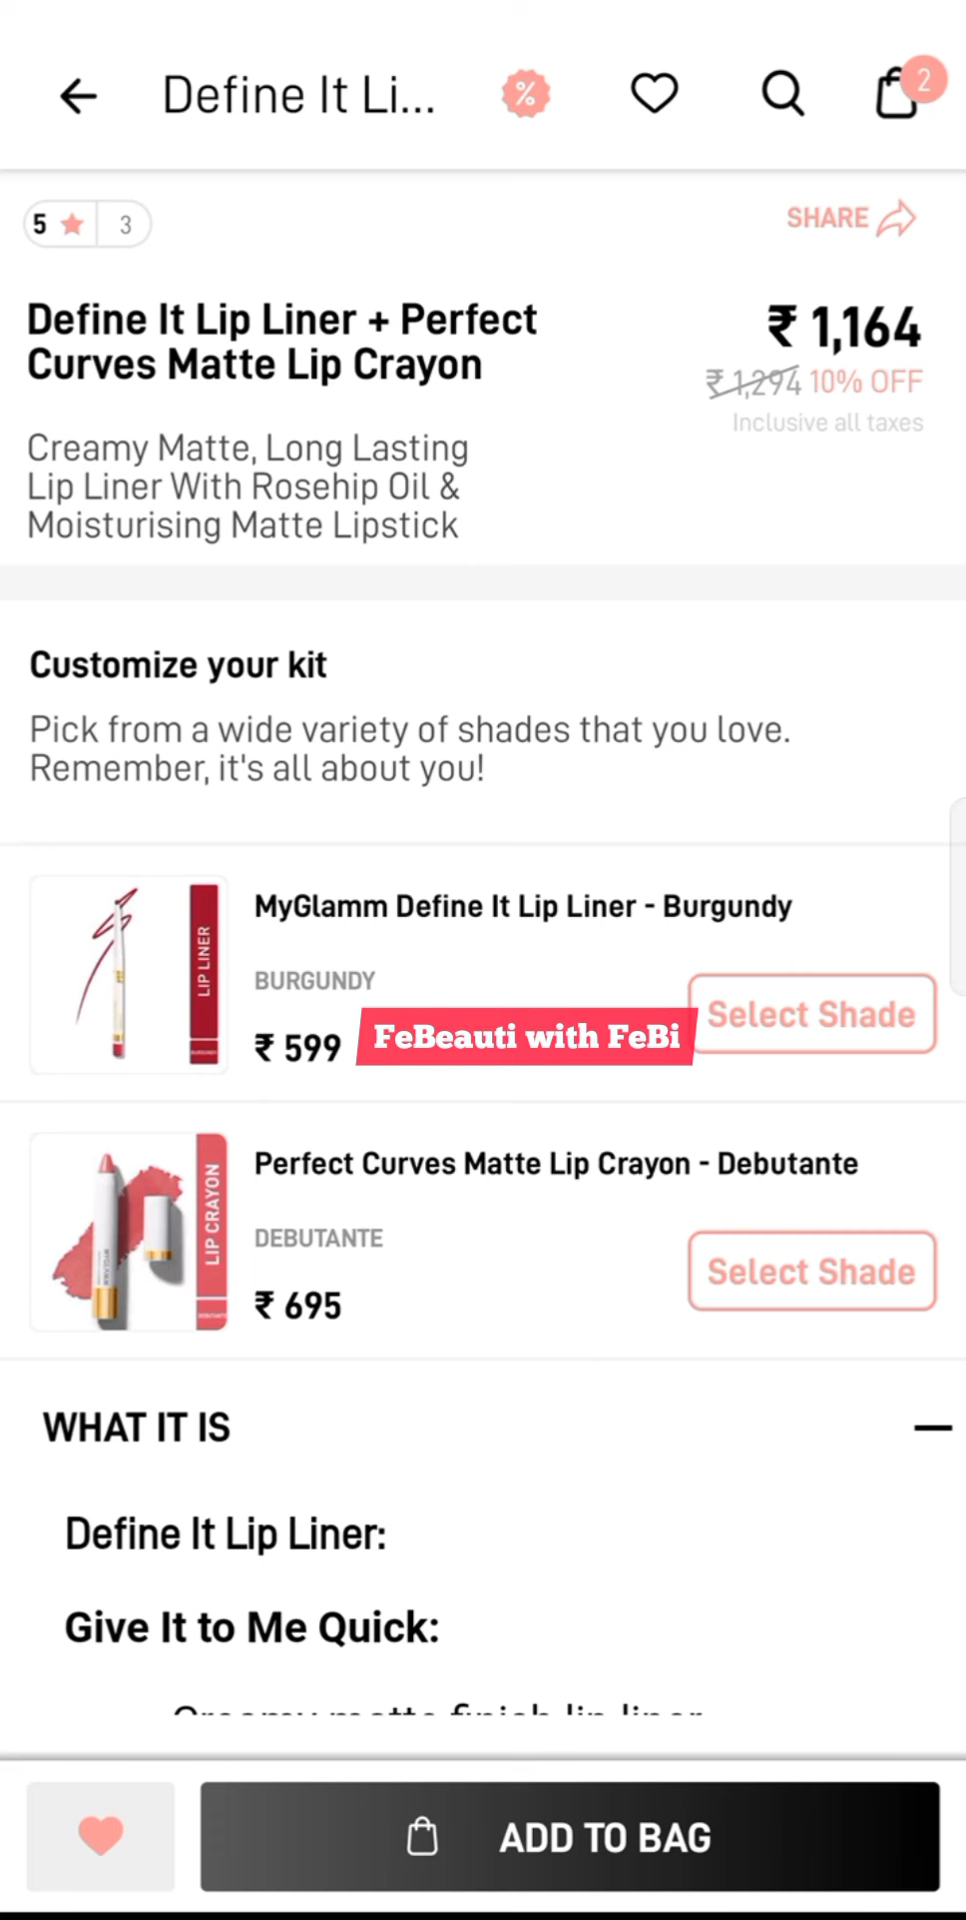 Define It Li...
%
2
5
3
SHARE
Define It Lip Liner + Perfect
Curves Matte Lip Crayon
₹ 1,164
₹ 1,294 10% OFF
Inclusive all taxes
Creamy Matte, Long Lasting
Lip Liner With Rosehip Oil &
Moisturising Matte Lipstick
Customize your kit
Pick from a wide variety of shades that you love.
Remember, it's all about you!
LIP LINER
MyGlamm Define It Lip Liner - Burgundy
BURGUNDY
₹ 599
FeBeauti with FeBi
Select Shade
LIP CRAYON
Perfect Curves Matte Lip Crayon - Debutante
DEBUTANTE
₹ 695
Select Shade
WHAT IT IS
Define It Lip Liner:
Give It to Me Quick:
Creamy matte finish lip liner
ADD TO BAG